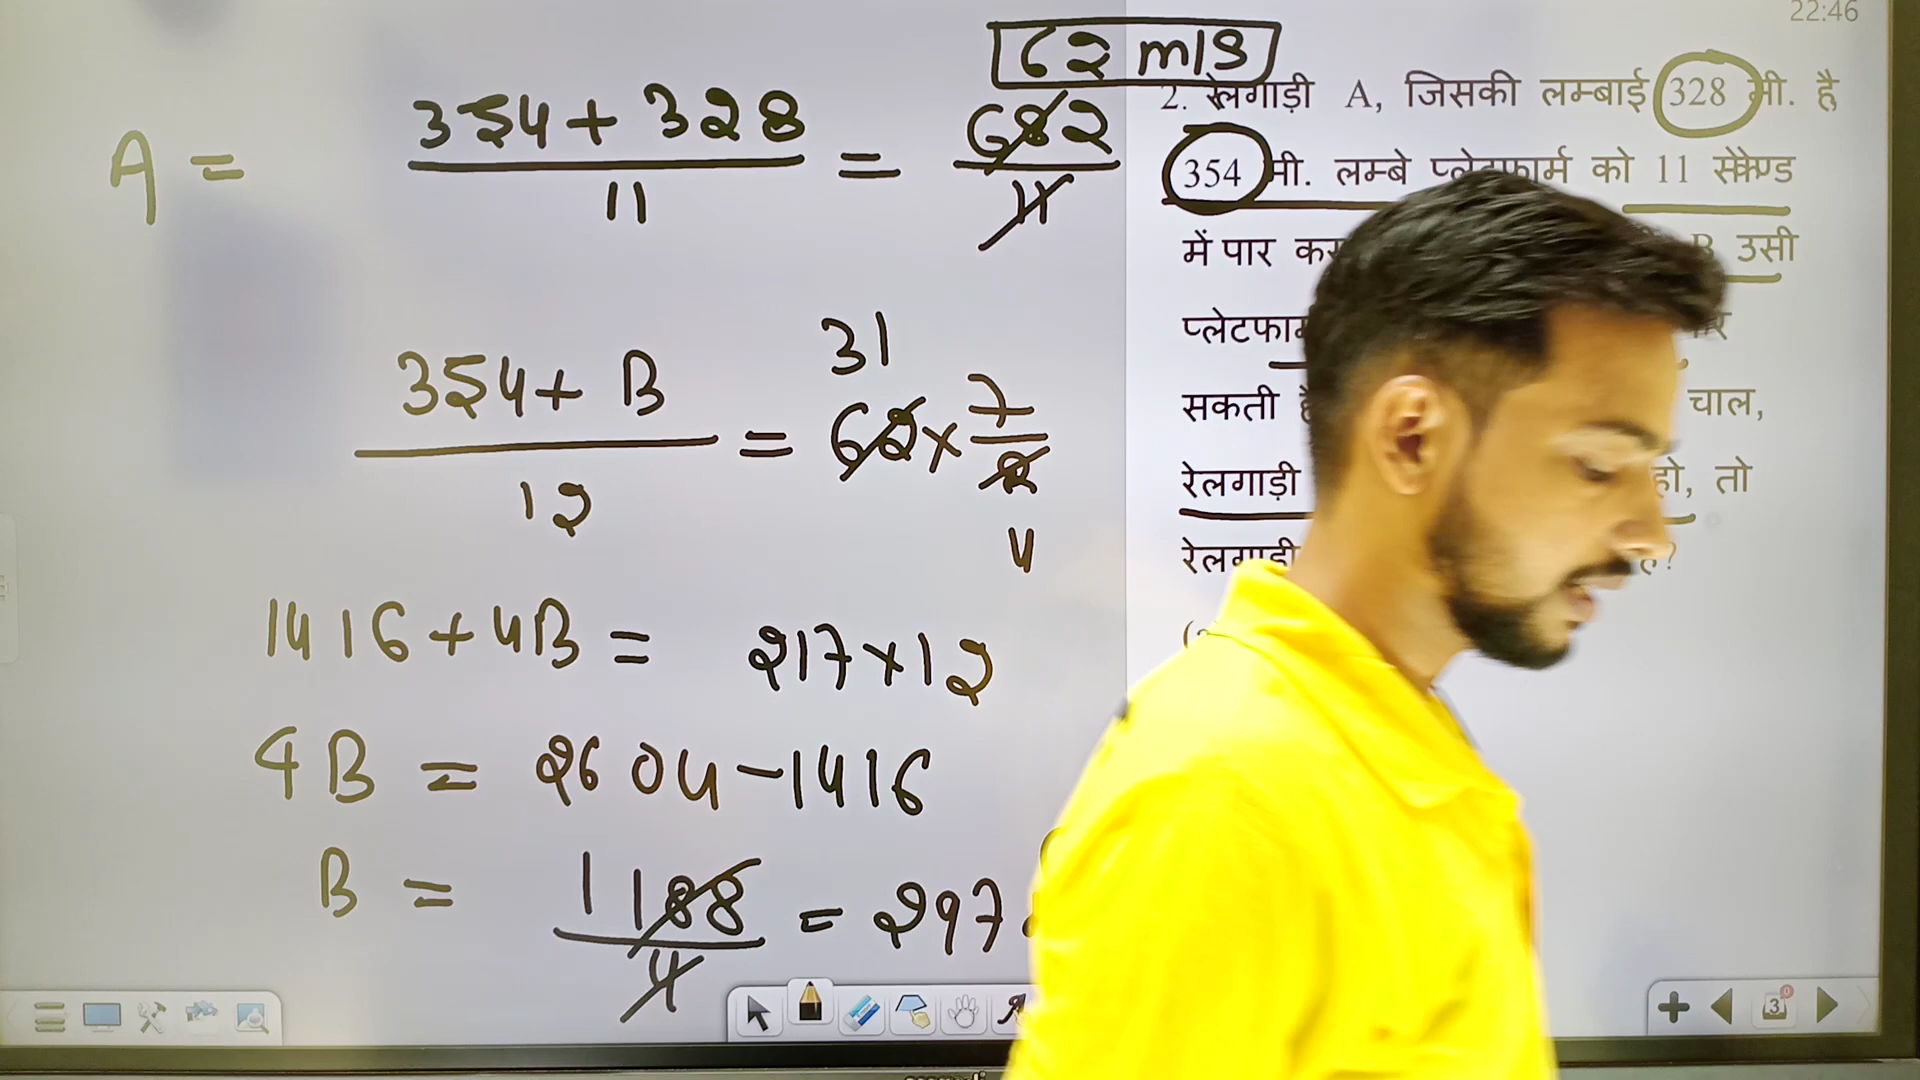 22:46
62 m/s
A = 354 + 328 / 11 = 682 / 11
354 + B / 12 = 62 × 7 / 8
31
4
1416 + 4B = 217 × 12
4B = 2604 - 1416
B = 1188 / 4 = 297
2. रेलगाड़ी A, जिसकी लम्बाई 328 मी. है
354 मी. लम्बे प्लेटफार्म को 11 सेकेण्ड
में पार B उसी
सकती चाल,
रेलगाड़ी हो, तो
रेलगाड़ी ?
3
0